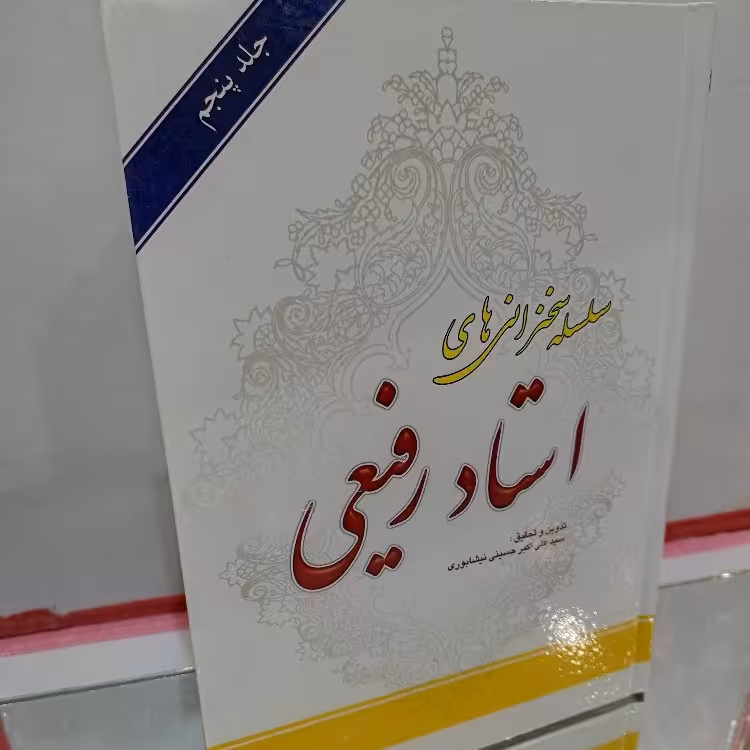 جلد پنجم
سلسله سخنرانی های
استاد رفیعی
تدوین و تحقیق :
سید علی اکبر حسینی نیشابوری